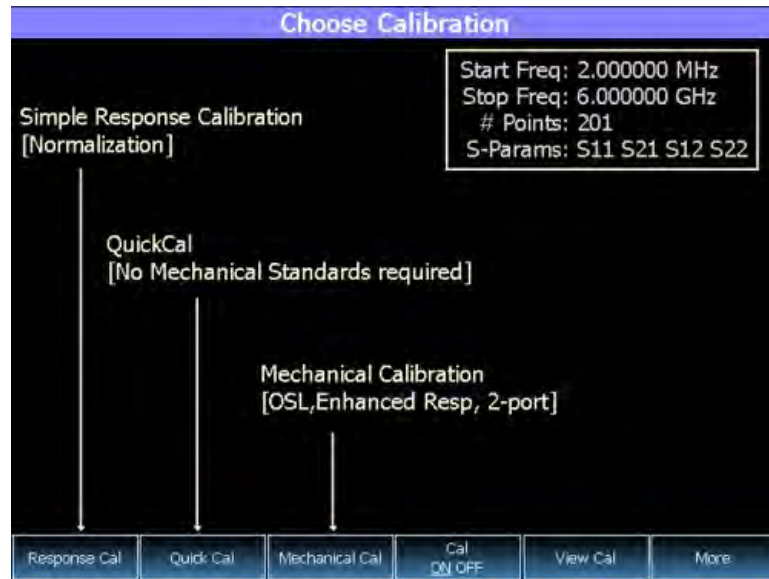 Choose Calibration
Start Freq: 2.000000 MHz
Stop Freq: 6.000000 GHz
# Points: 201
S-Params: S11 S21 S12 S22
Simple Response Calibration
[Normalization]
QuickCal
[No Mechanical Standards required]
Mechanical Calibration
[OSL,Enhanced Resp, 2-port]
Response Cal
Quick Cal
Mechanical Cal
Cal
ON OFF
View Cal
More